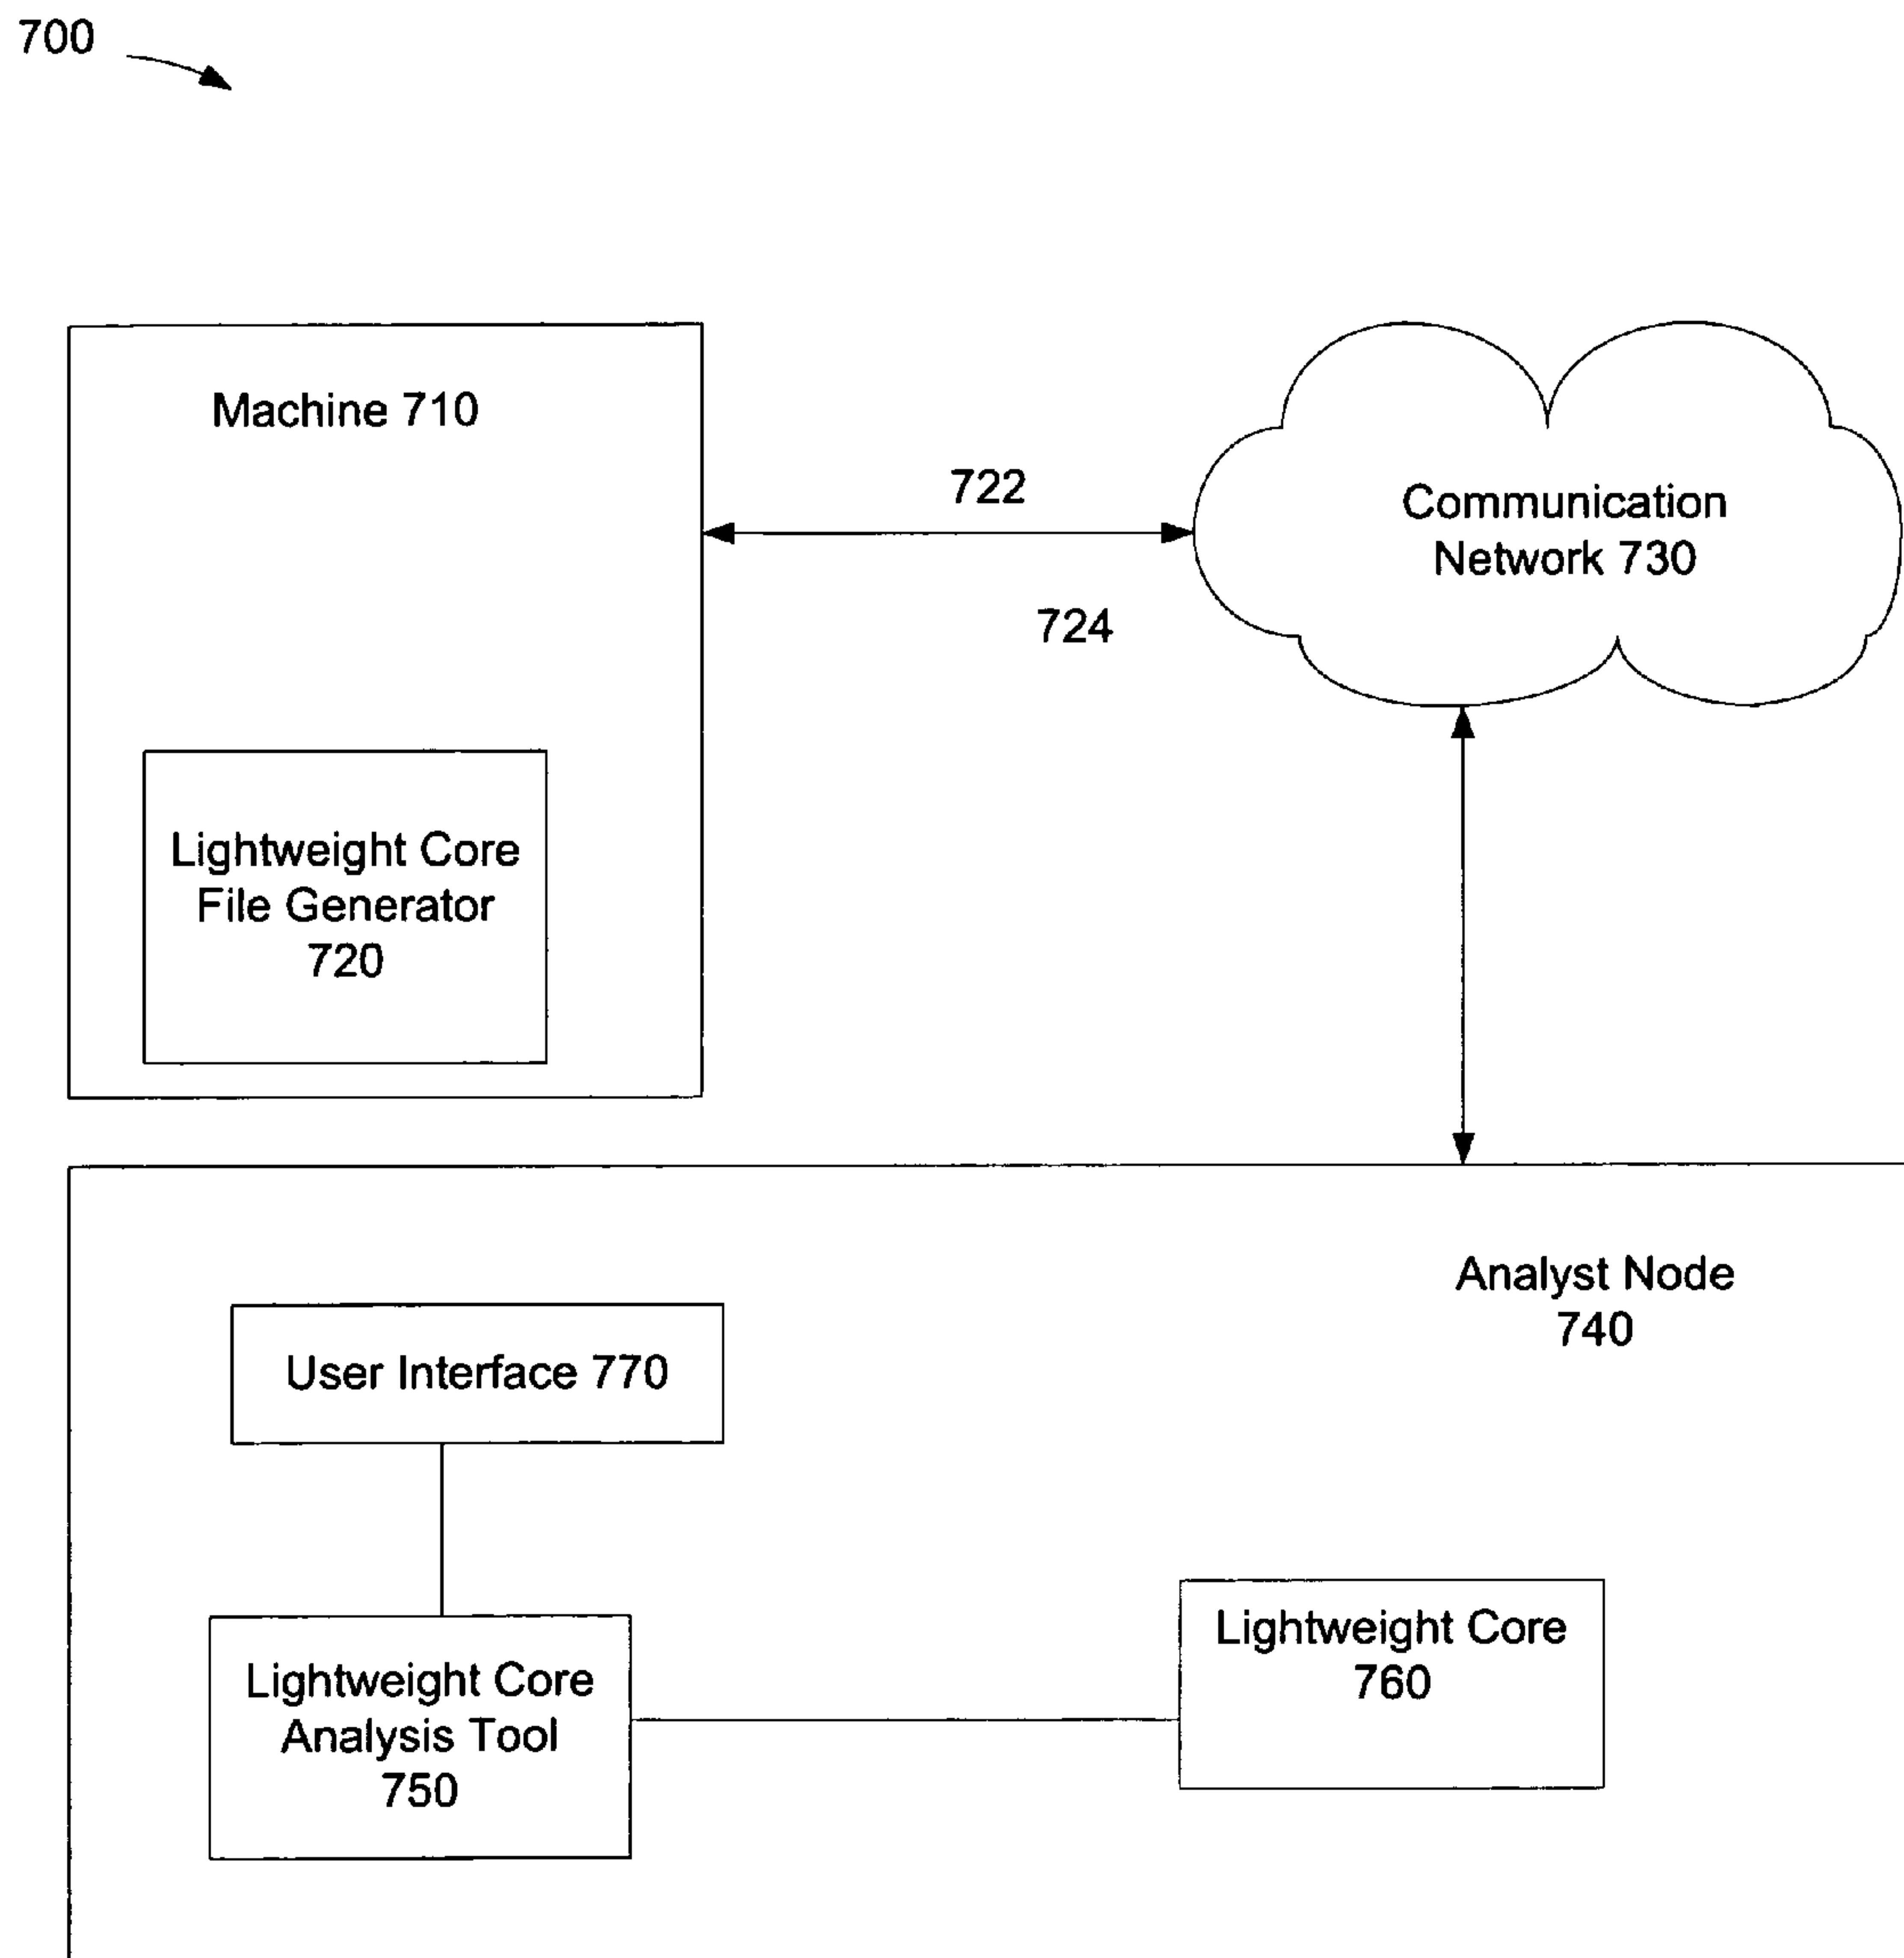 700
Machine 710
722
Communication
Network 730
724
Lightweight Core
File Generator
720
Analyst Node
740
User Interface 770
Lightweight Core
760
Lightweight Core
Analysis Tool
750